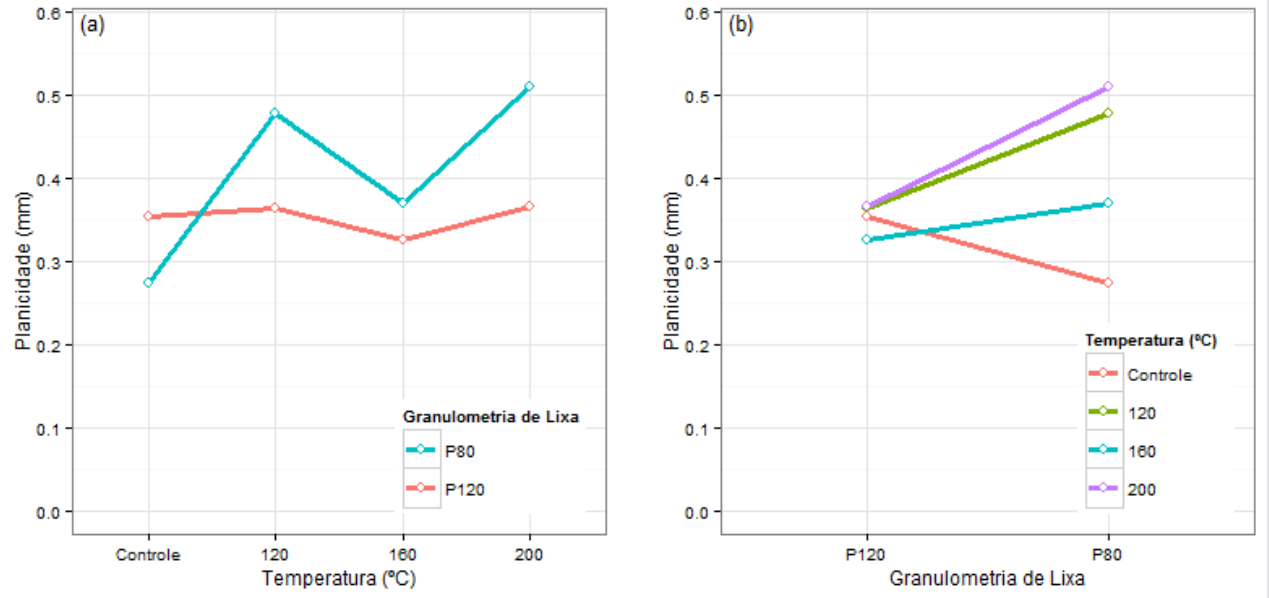 (a)
0.6
0.5
0.4
0.3
0.2
0.1
0.0
Planicidade (mm)
Granulometria de Lixa
P80
P120
Controle 120 160 200
Temperatura (ºC)
(b)
0.6
0.5
0.4
0.3
0.2
0.1
0.0
Planicidade (mm)
Temperatura (ºC)
Controle
120
160
200
P120 P80
Granulometria de Lixa